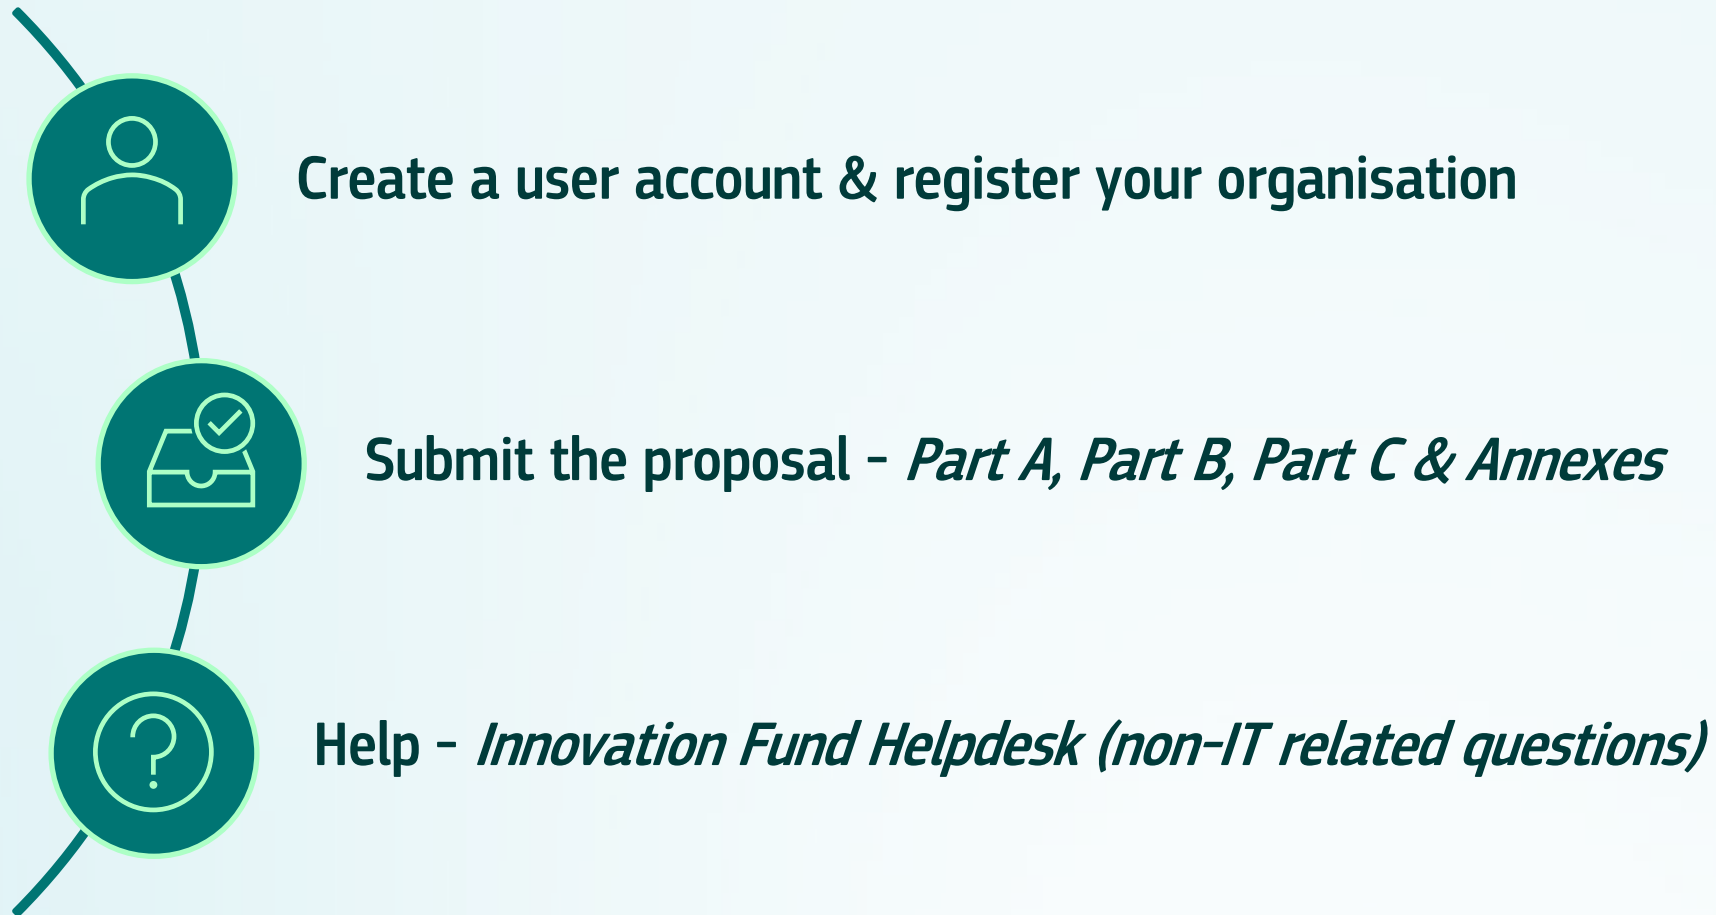 Create a user account & register your organisation
Submit the proposal - Part A, Part B, Part C & Annexes
Help - Innovation Fund Helpdesk (non-IT related questions)